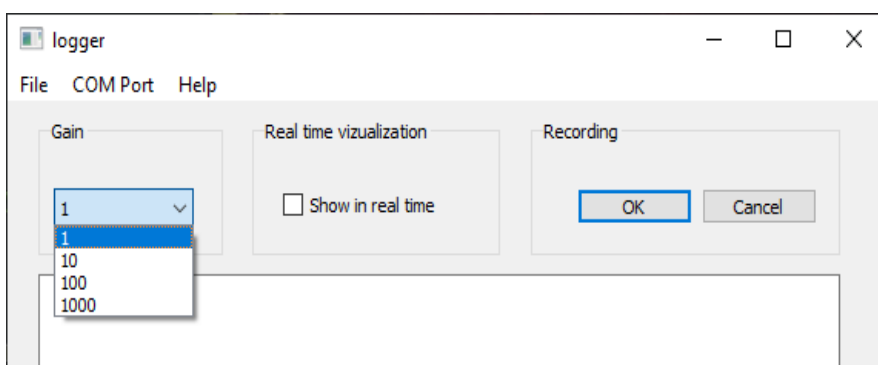 logger
File COM Port Help
Gain Real time vizualization Recording
1 Show in real time OK Cancel
1
10
100
1000